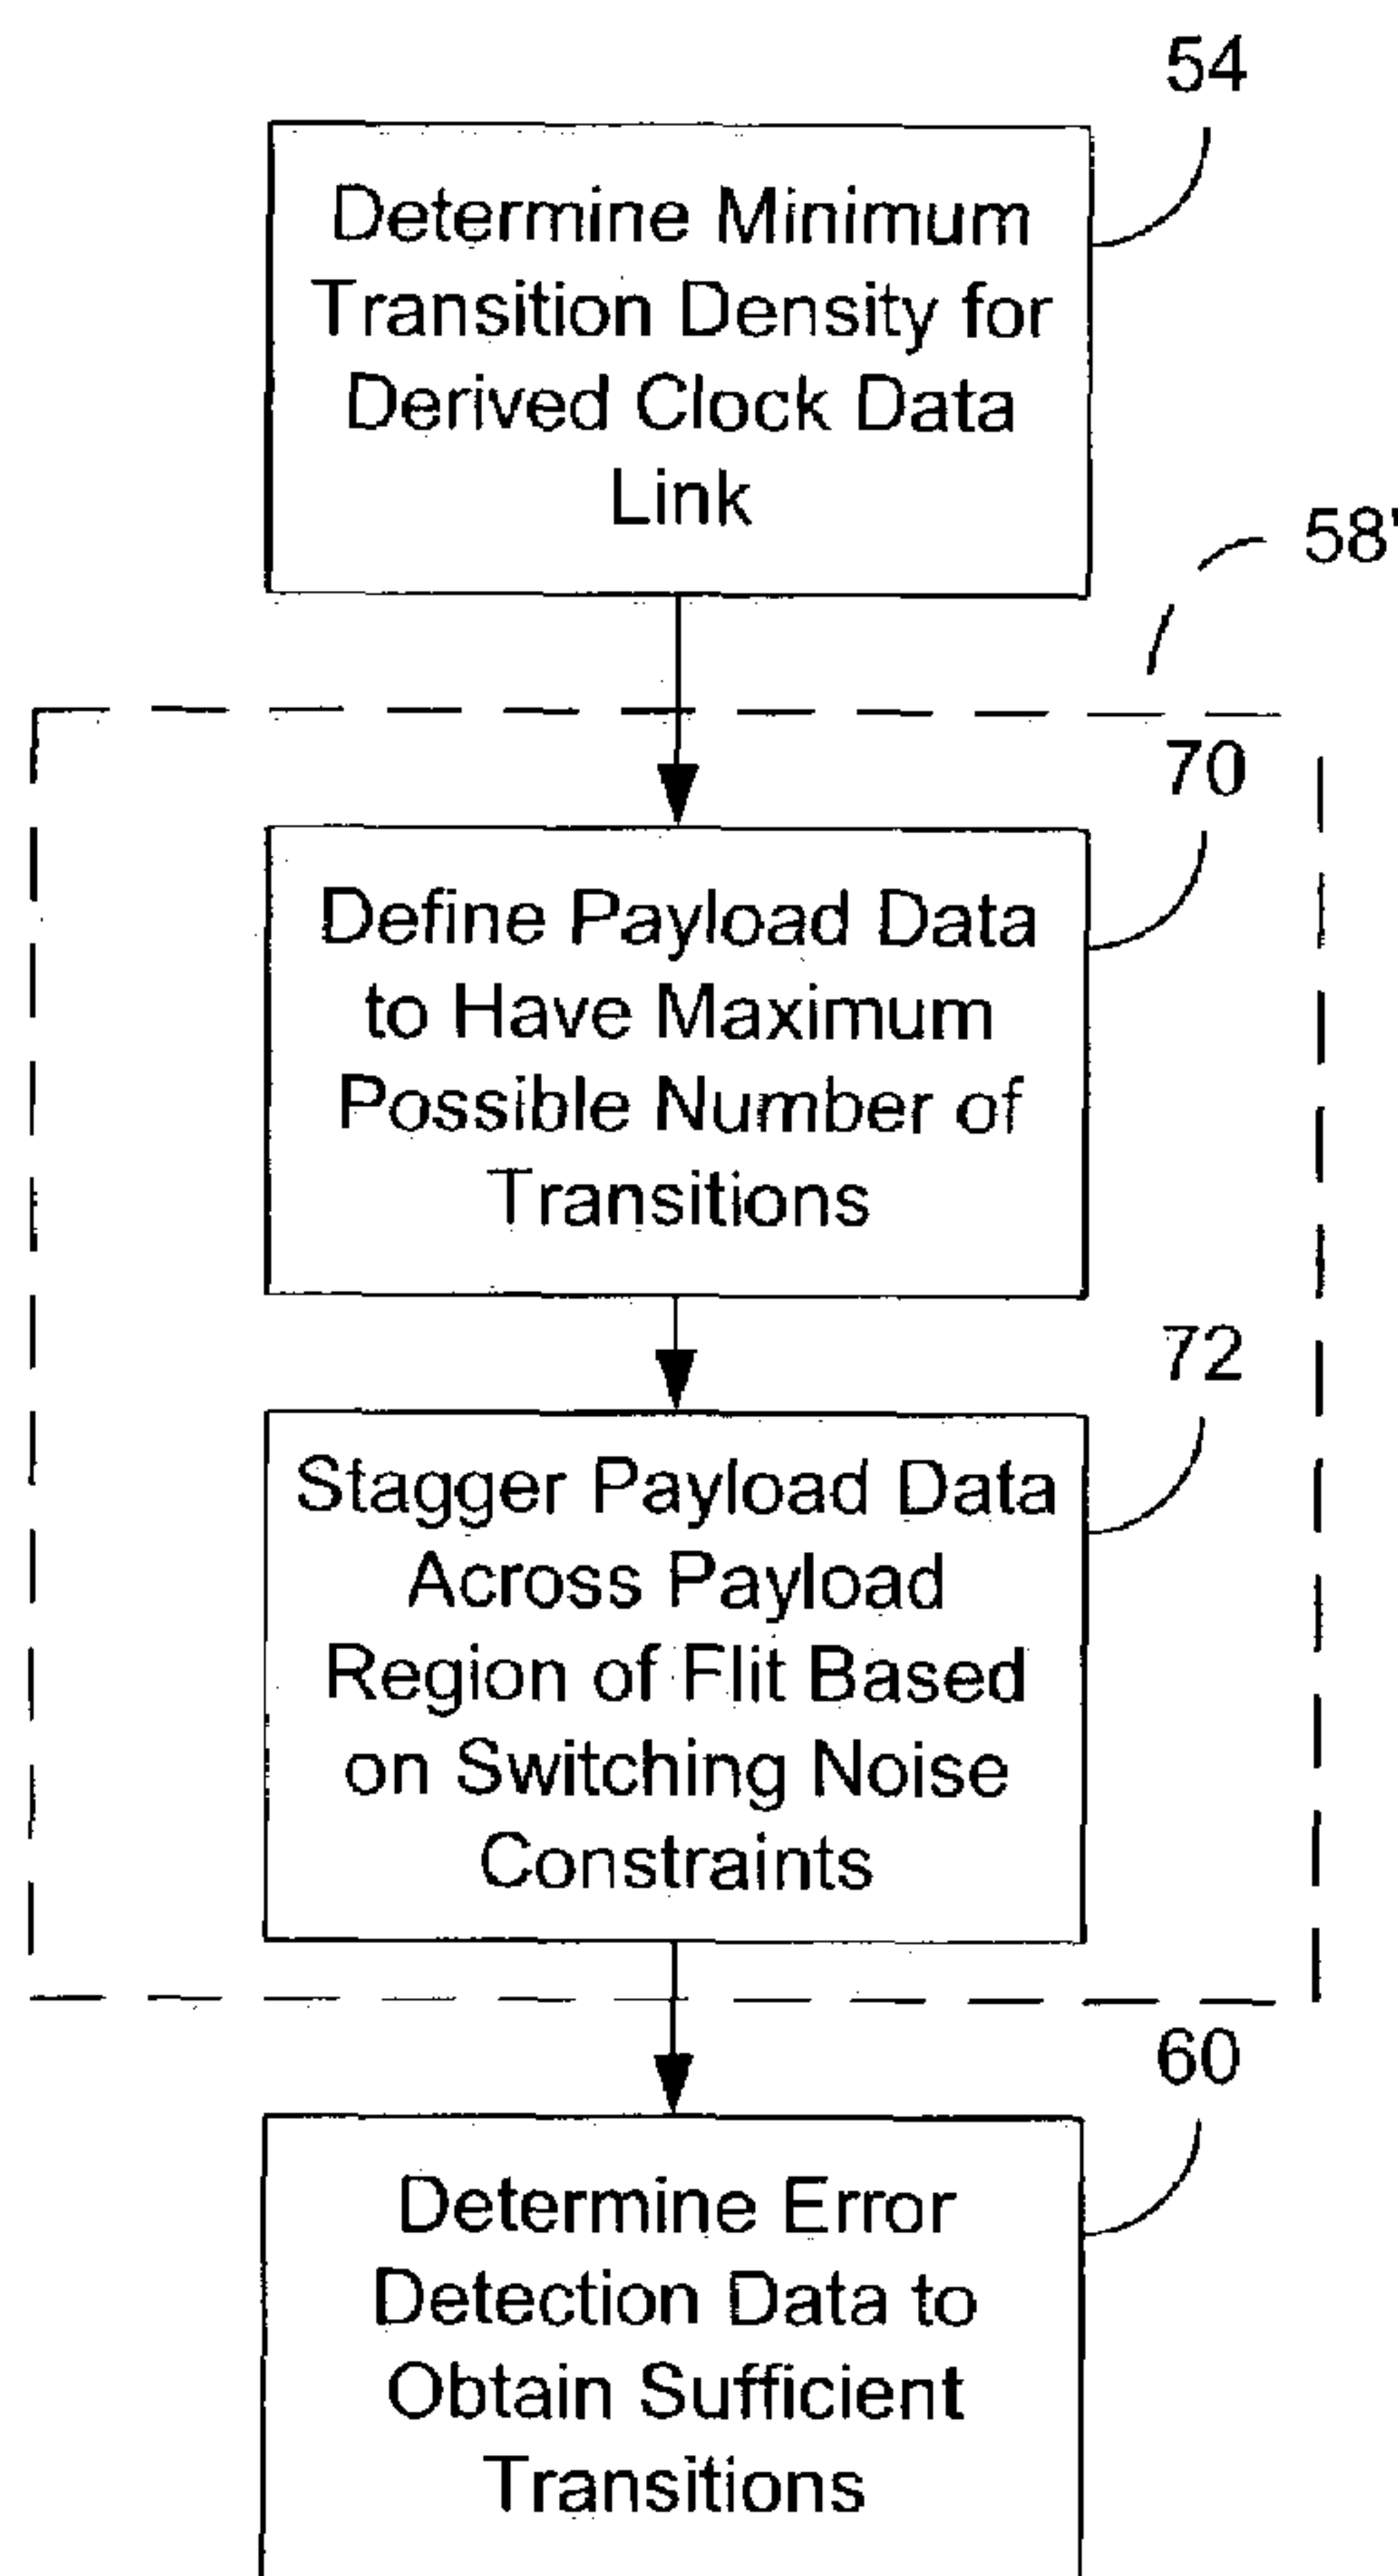 54
Determine Minimum
Transition Density for
Derived Clock Data
Link
58'
70
Define Payload Data
to Have Maximum
Possible Number of
Transitions
72
Stagger Payload Data
Across Payload
Region of Flit Based
on Switching Noise
Constraints
60
Determine Error
Detection Data to
Obtain Sufficient
Transitions